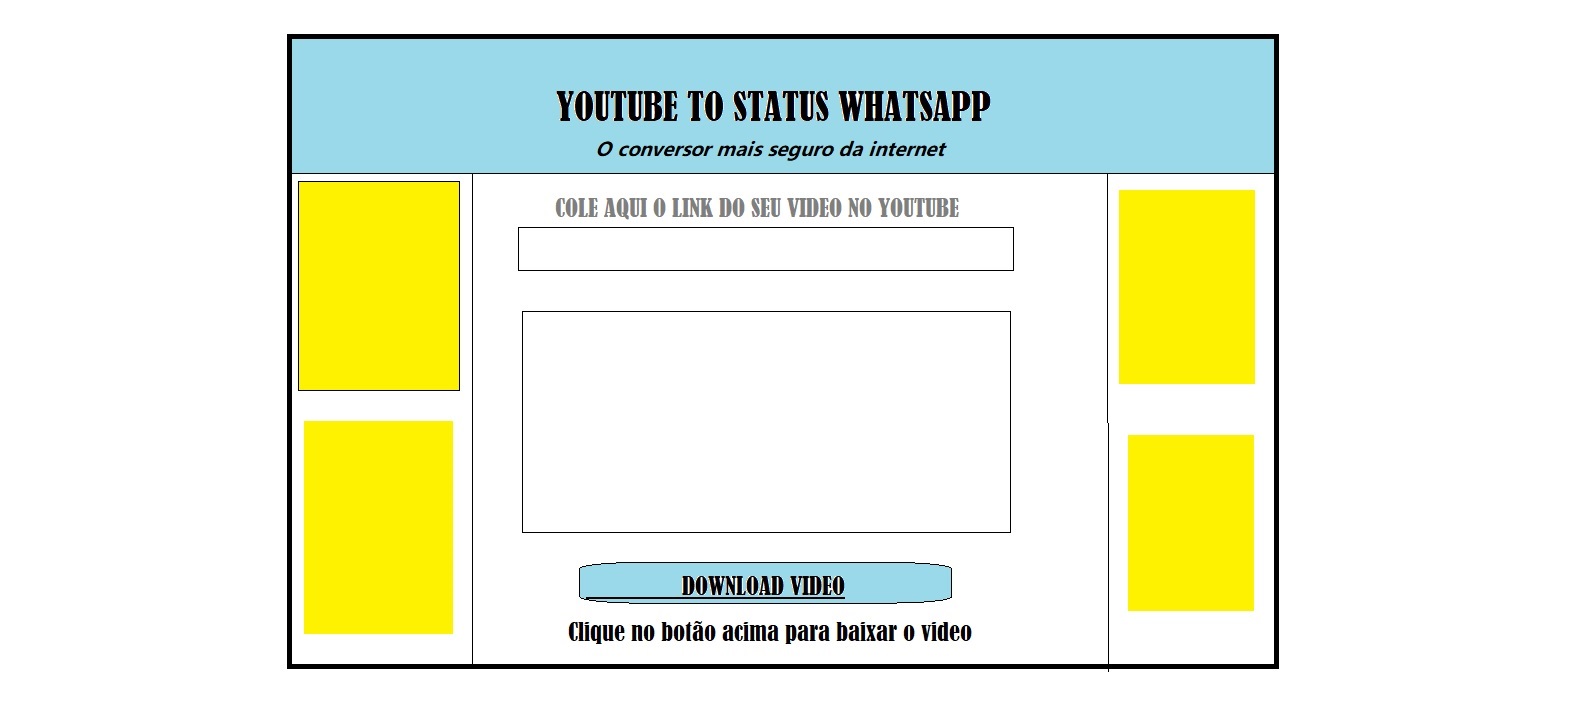 YOUTUBE TO STATUS WHATSAPP
O conversor mais seguro da internet
COLE AQUI O LINK DO SEU VIDEO NO YOUTUBE
DOWNLOAD VIDEO
Clique no botão acima para baixar o video